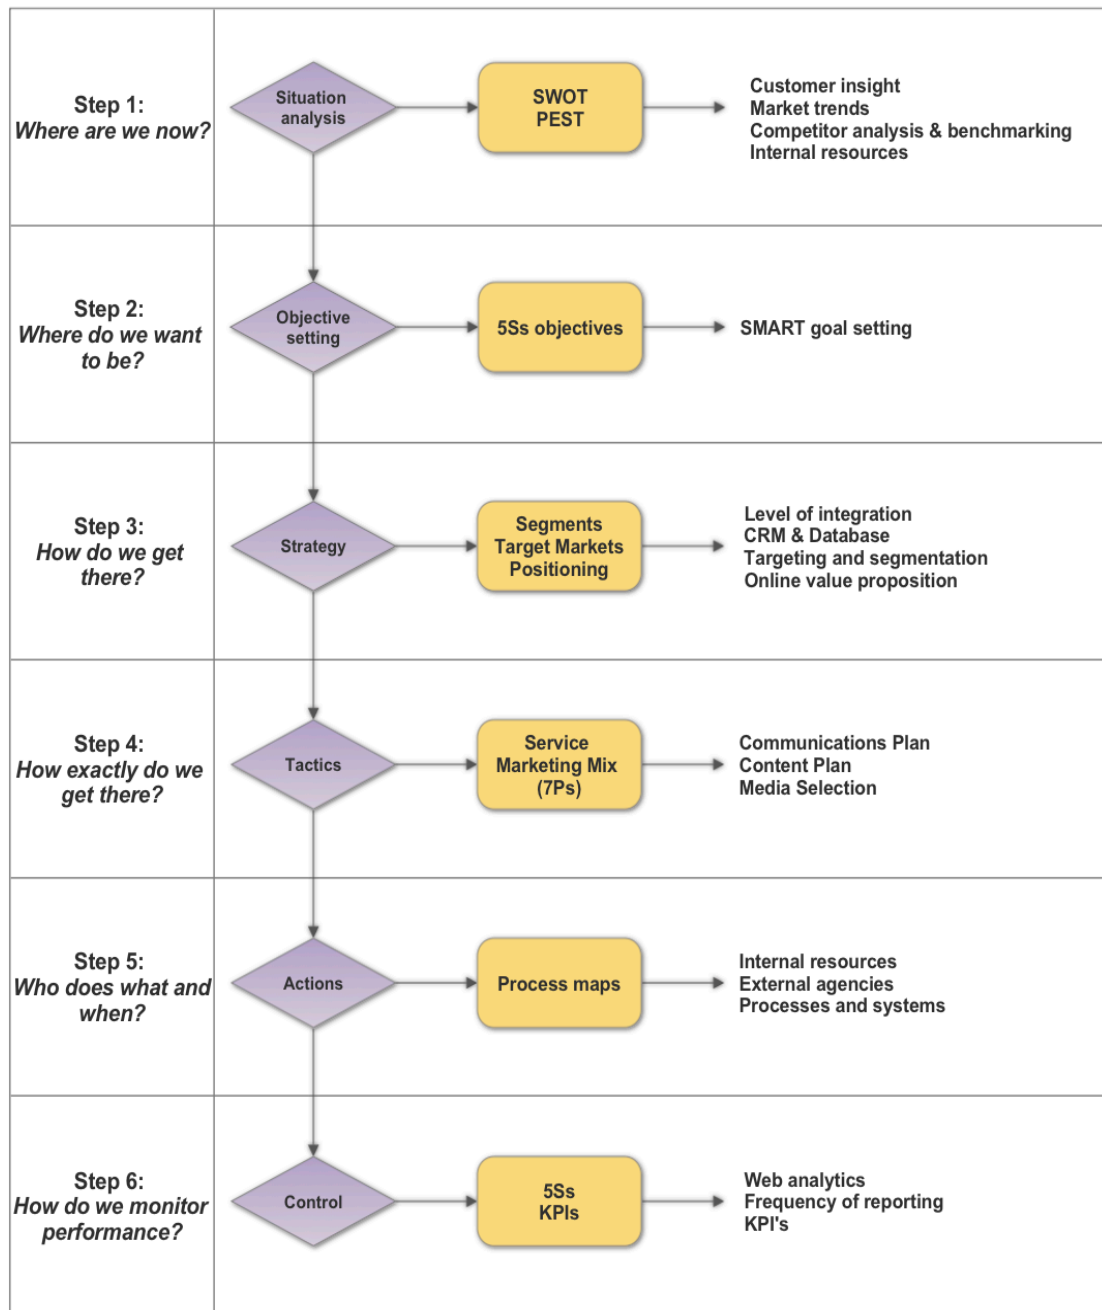 Step 1:
Where are we now?
Situation
analysis
SWOT
PEST
Customer insight
Market trends
Competitor analysis & benchmarking
Internal resources
Step 2:
Where do we want
to be?
Objective
setting
5Ss objectives
SMART goal setting
Step 3:
How do we get
there?
Strategy
Segments
Target Markets
Positioning
Level of integration
CRM & Database
Targeting and segmentation
Online value proposition
Step 4:
How exactly do we
get there?
Tactics
Service
Marketing Mix
(7Ps)
Communications Plan
Content Plan
Media Selection
Step 5:
Who does what and
when?
Actions
Process maps
Internal resources
External agencies
Processes and systems
Step 6:
How do we monitor
performance?
Control
5Ss
KPIs
Web analytics
Frequency of reporting
KPI's